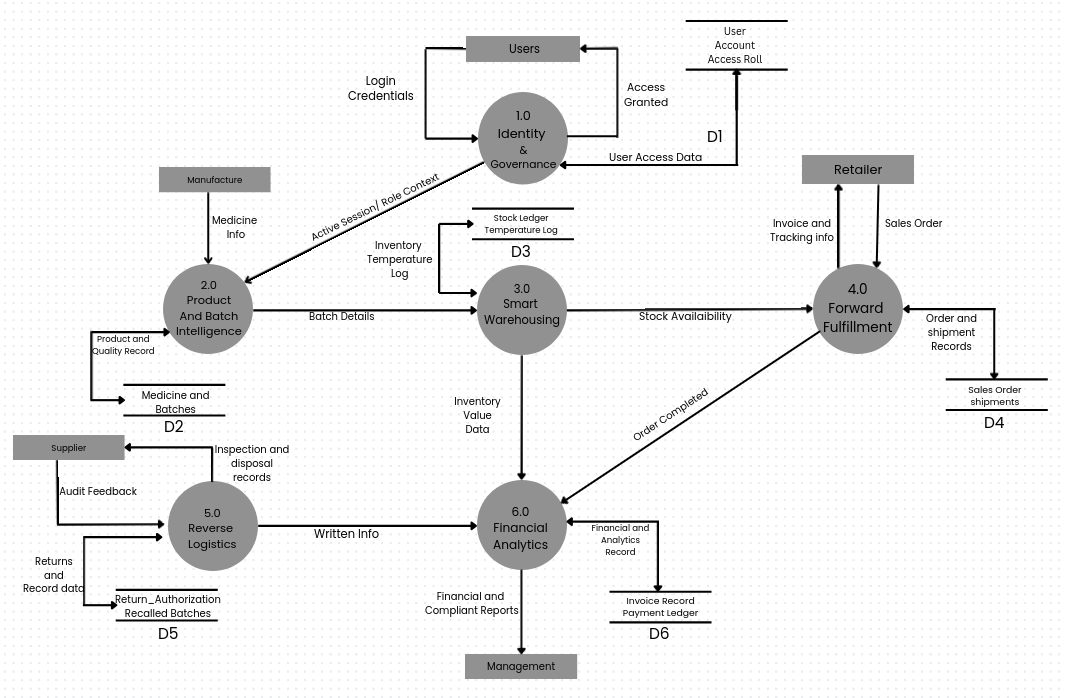 User
Account
Access Roll
Users
Login
Credentials
Access
Granted
1.0
Identity
&
Governance
D1
User Access Data
Retailer
Manufacture
Active Session/ Role Context
Medicine
Info
Stock Ledger
Temperature Log
D3
Inventory
Temperature
Log
Invoice and
Tracking info
Sales Order
2.0
Product
And Batch
Intelligence
3.0
Smart
Warehousing
4.0
Forward
Fulfillment
Batch Details
Stock Availaibility
Order and
shipment
Records
Product and
Quality Record
Medicine and
Batches
D2
Sales Order
shipments
D4
Inventory
Value
Data
Order Completed
Supplier
Inspection and
disposal
records
Audit Feedback
5.0
Reverse
Logistics
Written Info
6.0
Financial
Analytics
Financial and
Analytics
Record
Returns
and
Record data
Return_Authorization
Recalled Batches
D5
Financial and
Compliant Reports
Invoice Record
Payment Ledger
D6
Management